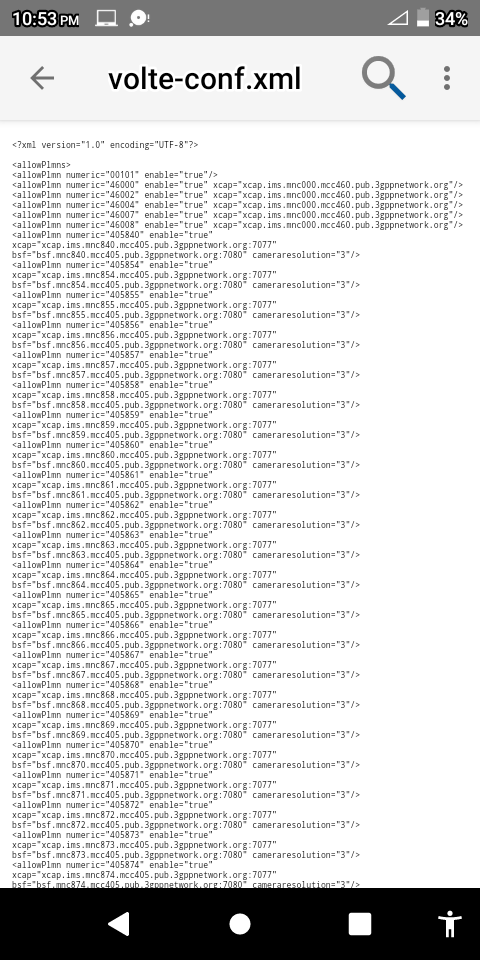 10:53 PM 34%
volte-conf.xml
<?xml version="1.0" encoding="UTF-8"?>
<allowPlmns>
<allowPlmn numeric="00101" enable="true"/>
<allowPlmn numeric="46000" enable="true" xcap="xcap.ims.mnc000.mcc460.pub.3gppnetwork.org"/>
<allowPlmn numeric="46002" enable="true" xcap="xcap.ims.mnc000.mcc460.pub.3gppnetwork.org"/>
<allowPlmn numeric="46004" enable="true" xcap="xcap.ims.mnc000.mcc460.pub.3gppnetwork.org"/>
<allowPlmn numeric="46007" enable="true" xcap="xcap.ims.mnc000.mcc460.pub.3gppnetwork.org"/>
<allowPlmn numeric="46008" enable="true" xcap="xcap.ims.mnc000.mcc460.pub.3gppnetwork.org"/>
<allowPlmn numeric="405840" enable="true"
xcap="xcap.ims.mnc840.mcc405.pub.3gppnetwork.org:7077"
bsf="bsf.mnc840.mcc405.pub.3gppnetwork.org:7080" cameraresolution="3"/>
<allowPlmn numeric="405854" enable="true"
xcap="xcap.ims.mnc854.mcc405.pub.3gppnetwork.org:7077"
bsf="bsf.mnc854.mcc405.pub.3gppnetwork.org:7080" cameraresolution="3"/>
<allowPlmn numeric="405855" enable="true"
xcap="xcap.ims.mnc855.mcc405.pub.3gppnetwork.org:7077"
bsf="bsf.mnc855.mcc405.pub.3gppnetwork.org:7080" cameraresolution="3"/>
<allowPlmn numeric="405856" enable="true"
xcap="xcap.ims.mnc856.mcc405.pub.3gppnetwork.org:7077"
bsf="bsf.mnc856.mcc405.pub.3gppnetwork.org:7080" cameraresolution="3"/>
<allowPlmn numeric="405857" enable="true"
xcap="xcap.ims.mnc857.mcc405.pub.3gppnetwork.org:7077"
bsf="bsf.mnc857.mcc405.pub.3gppnetwork.org:7080" cameraresolution="3"/>
<allowPlmn numeric="405858" enable="true"
xcap="xcap.ims.mnc858.mcc405.pub.3gppnetwork.org:7077"
bsf="bsf.mnc858.mcc405.pub.3gppnetwork.org:7080" cameraresolution="3"/>
<allowPlmn numeric="405859" enable="true"
xcap="xcap.ims.mnc859.mcc405.pub.3gppnetwork.org:7077"
bsf="bsf.mnc859.mcc405.pub.3gppnetwork.org:7080" cameraresolution="3"/>
<allowPlmn numeric="405860" enable="true"
xcap="xcap.ims.mnc860.mcc405.pub.3gppnetwork.org:7077"
bsf="bsf.mnc860.mcc405.pub.3gppnetwork.org:7080" cameraresolution="3"/>
<allowPlmn numeric="405861" enable="true"
xcap="xcap.ims.mnc861.mcc405.pub.3gppnetwork.org:7077"
bsf="bsf.mnc861.mcc405.pub.3gppnetwork.org:7080" cameraresolution="3"/>
<allowPlmn numeric="405862" enable="true"
xcap="xcap.ims.mnc862.mcc405.pub.3gppnetwork.org:7077"
bsf="bsf.mnc862.mcc405.pub.3gppnetwork.org:7080" cameraresolution="3"/>
<allowPlmn numeric="405863" enable="true"
xcap="xcap.ims.mnc863.mcc405.pub.3gppnetwork.org:7077"
bsf="bsf.mnc863.mcc405.pub.3gppnetwork.org:7080" cameraresolution="3"/>
<allowPlmn numeric="405864" enable="true"
xcap="xcap.ims.mnc864.mcc405.pub.3gppnetwork.org:7077"
bsf="bsf.mnc864.mcc405.pub.3gppnetwork.org:7080" cameraresolution="3"/>
<allowPlmn numeric="405865" enable="true"
xcap="xcap.ims.mnc865.mcc405.pub.3gppnetwork.org:7077"
bsf="bsf.mnc865.mcc405.pub.3gppnetwork.org:7080" cameraresolution="3"/>
<allowPlmn numeric="405866" enable="true"
xcap="xcap.ims.mnc866.mcc405.pub.3gppnetwork.org:7077"
bsf="bsf.mnc866.mcc405.pub.3gppnetwork.org:7080" cameraresolution="3"/>
<allowPlmn numeric="405867" enable="true"
xcap="xcap.ims.mnc867.mcc405.pub.3gppnetwork.org:7077"
bsf="bsf.mnc867.mcc405.pub.3gppnetwork.org:7080" cameraresolution="3"/>
<allowPlmn numeric="405868" enable="true"
xcap="xcap.ims.mnc868.mcc405.pub.3gppnetwork.org:7077"
bsf="bsf.mnc868.mcc405.pub.3gppnetwork.org:7080" cameraresolution="3"/>
<allowPlmn numeric="405869" enable="true"
xcap="xcap.ims.mnc869.mcc405.pub.3gppnetwork.org:7077"
bsf="bsf.mnc869.mcc405.pub.3gppnetwork.org:7080" cameraresolution="3"/>
<allowPlmn numeric="405870" enable="true"
xcap="xcap.ims.mnc870.mcc405.pub.3gppnetwork.org:7077"
bsf="bsf.mnc870.mcc405.pub.3gppnetwork.org:7080" cameraresolution="3"/>
<allowPlmn numeric="405871" enable="true"
xcap="xcap.ims.mnc871.mcc405.pub.3gppnetwork.org:7077"
bsf="bsf.mnc871.mcc405.pub.3gppnetwork.org:7080" cameraresolution="3"/>
<allowPlmn numeric="405872" enable="true"
xcap="xcap.ims.mnc872.mcc405.pub.3gppnetwork.org:7077"
bsf="bsf.mnc872.mcc405.pub.3gppnetwork.org:7080" cameraresolution="3"/>
<allowPlmn numeric="405873" enable="true"
xcap="xcap.ims.mnc873.mcc405.pub.3gppnetwork.org:7077"
bsf="bsf.mnc873.mcc405.pub.3gppnetwork.org:7080" cameraresolution="3"/>
<allowPlmn numeric="405874" enable="true"
xcap="xcap.ims.mnc874.mcc405.pub.3gppnetwork.org:7077"
bsf="bsf.mnc874.mcc405.pub.3gppnetwork.org:7080" cameraresolution="3"/>